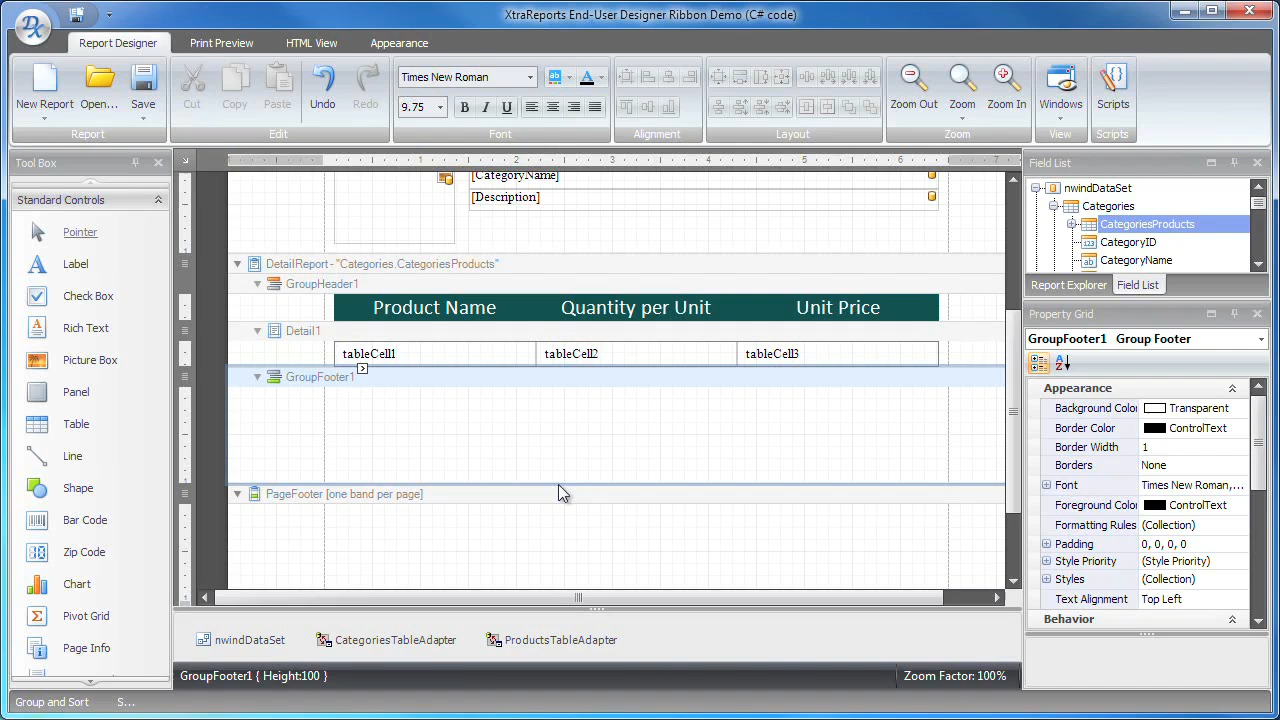 XtraReports End-User Designer Ribbon Demo (C# code)
DX
Report Designer
Print Preview
HTML View
Appearance
New Report
Open...
Save
Report
Cut
Copy
Paste
Undo
Redo
Edit
Times New Roman
9.75
B
I
U
Font
Alignment
Layout
Zoom Out
Zoom
Zoom In
Zoom
Windows
View
Scripts
Scripts
Tool Box
Standard Controls
Pointer
Label
Check Box
Rich Text
Picture Box
Panel
Table
Line
Shape
Bar Code
Zip Code
Chart
Pivot Grid
Page Info
Group and Sort
S...
1
2
3
4
5
6
7
[CategoryName]
[Description]
DetailReport - "Categories.CategoriesProducts"
GroupHeader1
Product Name
Quantity per Unit
Unit Price
Detail1
tableCell1
tableCell2
tableCell3
GroupFooter1
PageFooter [one band per page]
nwindDataSet
CategoriesTableAdapter
ProductsTableAdapter
GroupFooter1 { Height:100 }
Zoom Factor: 100%
Field List
nwindDataSet
Categories
CategoriesProducts
CategoryID
CategoryName
Report Explorer
Field List
Property Grid
GroupFooter1 Group Footer
Appearance
Background Color Transparent
Border Color ControlText
Border Width 1
Borders None
Font Times New Roman,...
Foreground Color ControlText
Formatting Rules (Collection)
Padding 0, 0, 0, 0
Style Priority (Style Priority)
Styles (Collection)
Text Alignment Top Left
Behavior